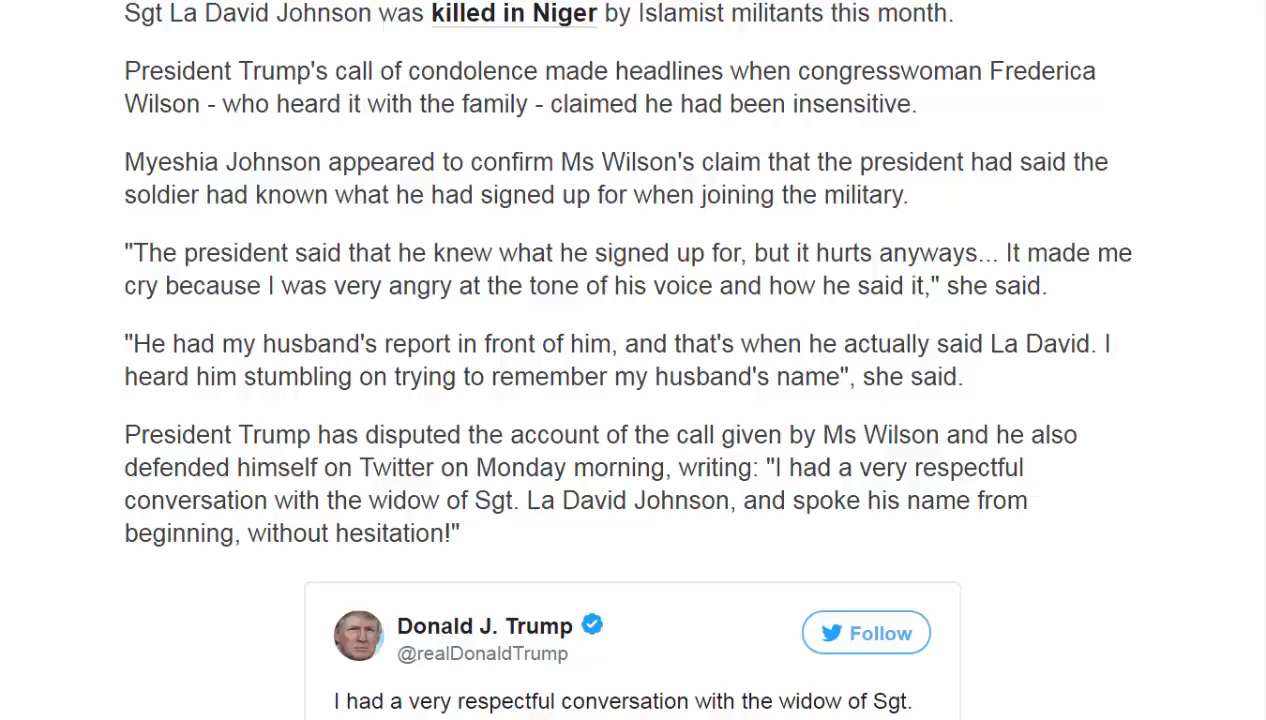 Sgt La David Johnson was killed in Niger by Islamist militants this month.
President Trump's call of condolence made headlines when congresswoman Frederica
Wilson - who heard it with the family - claimed he had been insensitive.
Myeshia Johnson appeared to confirm Ms Wilson's claim that the president had said the
soldier had known what he had signed up for when joining the military.
"The president said that he knew what he signed up for, but it hurts anyways... It made me
cry because I was very angry at the tone of his voice and how he said it," she said.
"He had my husband's report in front of him, and that's when he actually said La David. I
heard him stumbling on trying to remember my husband's name", she said.
President Trump has disputed the account of the call given by Ms Wilson and he also
defended himself on Twitter on Monday morning, writing: "I had a very respectful
conversation with the widow of Sgt. La David Johnson, and spoke his name from
beginning, without hesitation!"
Donald J. Trump
Follow
@realDonaldTrump
I had a very respectful conversation with the widow of Sgt.